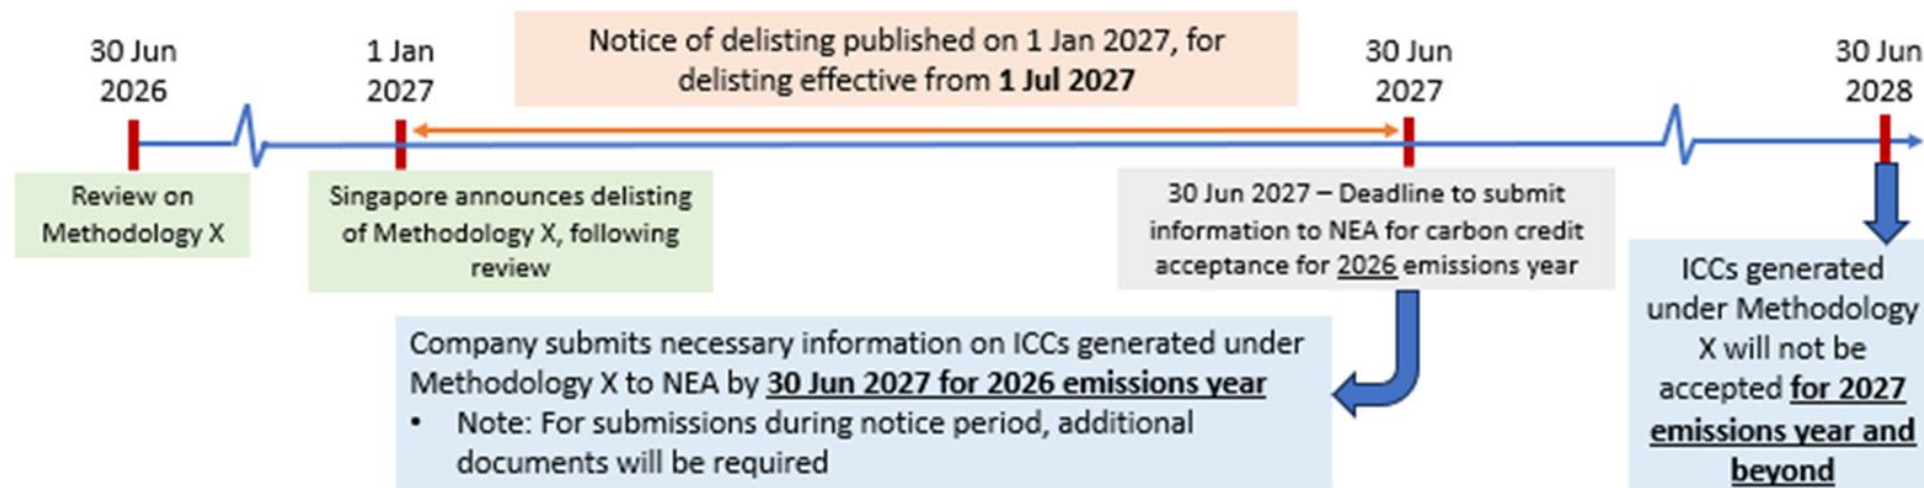 30 Jun
2026
1 Jan
2027
Notice of delisting published on 1 Jan 2027, for
delisting effective from 1 Jul 2027
30 Jun
2027
30 Jun
2028
Review on
Methodology X
Singapore announces delisting
of Methodology X, following
review
30 Jun 2027 – Deadline to submit
information to NEA for carbon credit
acceptance for 2026 emissions year
Company submits necessary information on ICCs generated under
Methodology X to NEA by 30 Jun 2027 for 2026 emissions year
• Note: For submissions during notice period, additional
documents will be required
ICCs generated
under Methodology
X will not be
accepted for 2027
emissions year and
beyond